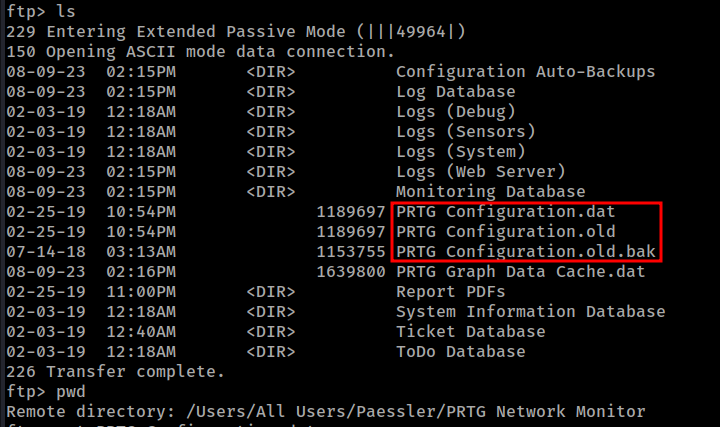 ftp> ls
229 Entering Extended Passive Mode (|||49964|)
150 Opening ASCII mode data connection.
08-09-23  02:15PM       <DIR>          Configuration Auto-Backups
08-09-23  02:15PM       <DIR>          Log Database
02-03-19  12:18AM       <DIR>          Logs (Debug)
02-03-19  12:18AM       <DIR>          Logs (Sensors)
02-03-19  12:18AM       <DIR>          Logs (System)
08-09-23  02:15PM       <DIR>          Logs (Web Server)
08-09-23  02:15PM       <DIR>          Monitoring Database
02-25-19  10:54PM              1189697 PRTG Configuration.dat
02-25-19  10:54PM              1189697 PRTG Configuration.old
07-14-18  03:13AM              1153755 PRTG Configuration.old.bak
08-09-23  02:16PM              1639800 PRTG Graph Data Cache.dat
02-25-19  11:00PM       <DIR>          Report PDFs
02-03-19  12:18AM       <DIR>          System Information Database
02-03-19  12:40AM       <DIR>          Ticket Database
02-03-19  12:18AM       <DIR>          ToDo Database
226 Transfer complete.
ftp> pwd
Remote directory: /Users/All Users/Paessler/PRTG Network Monitor